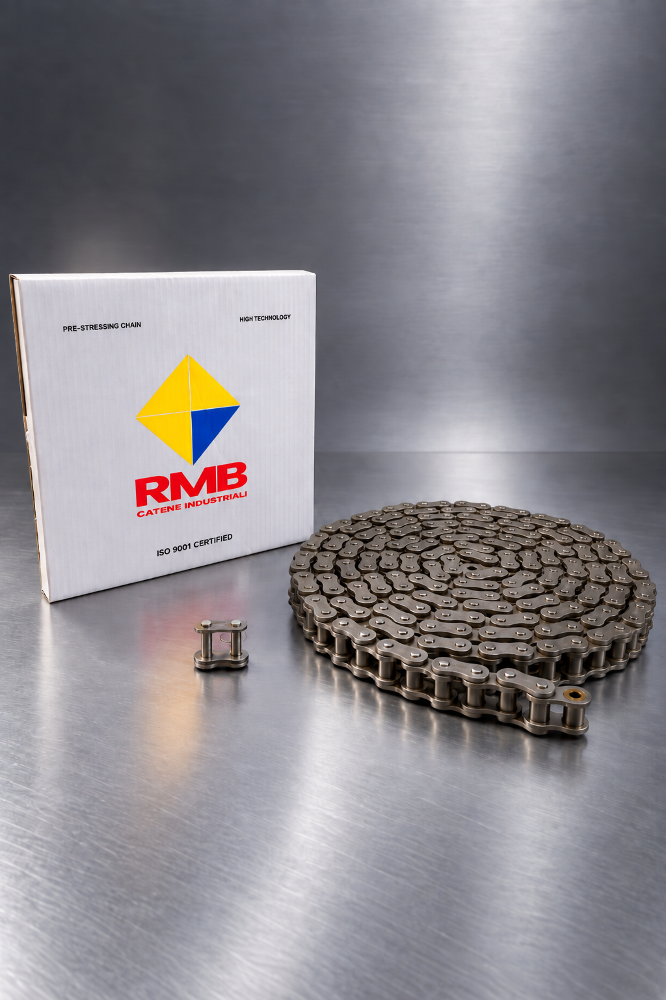 PRE-STRESSING CHAIN
HIGH TECHNOLOGY
RMB
CATENE INDUSTRIALI
ISO 9001 CERTIFIED